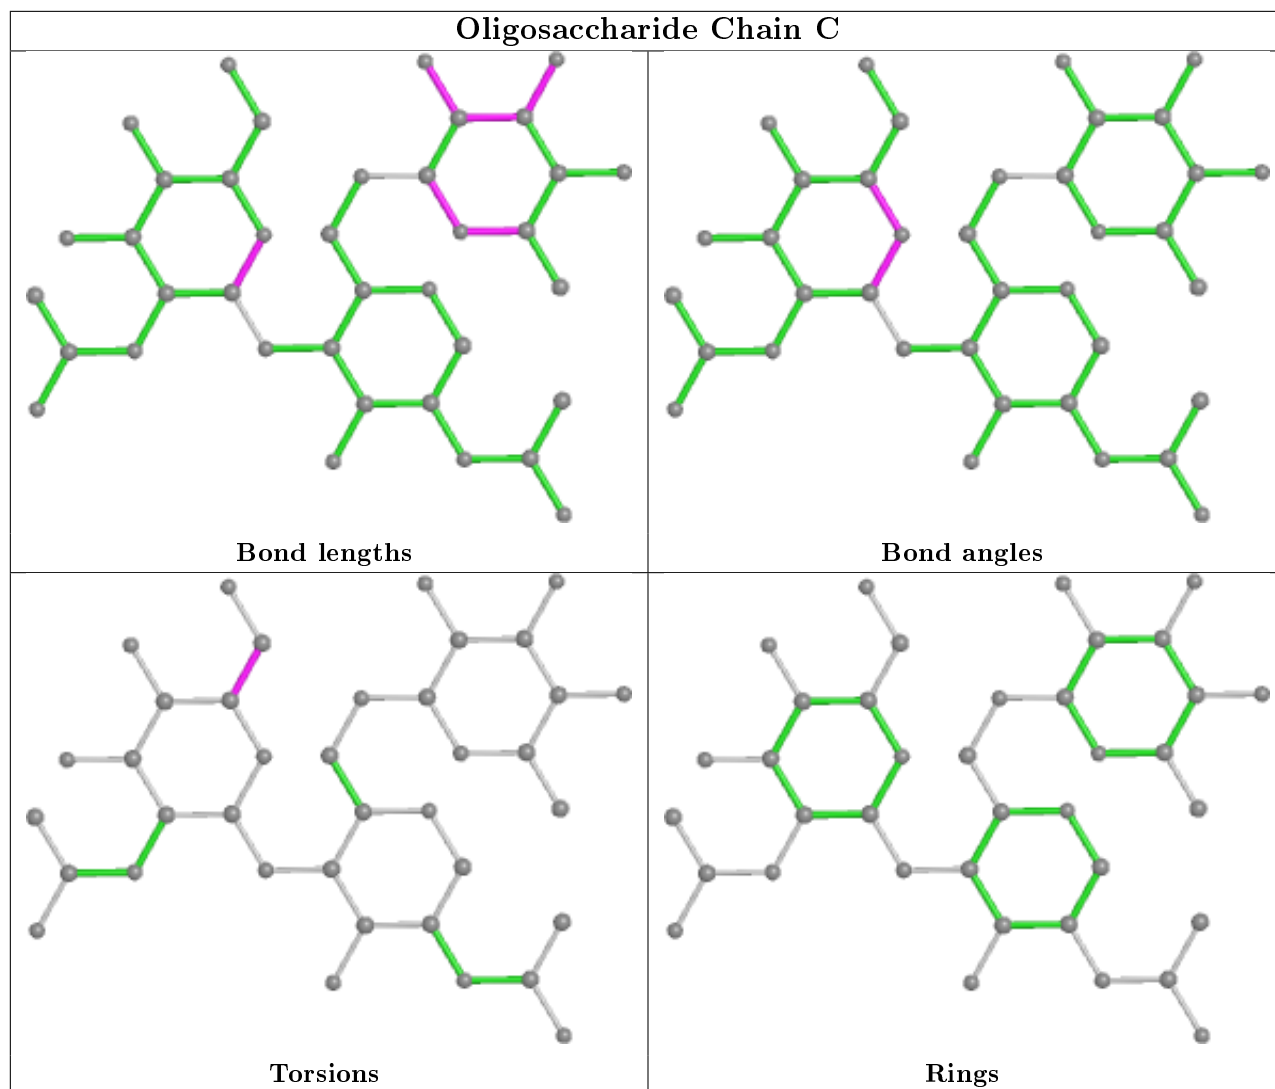 Oligosaccharide Chain C
Bond lengths
Bond angles
Torsions
Rings